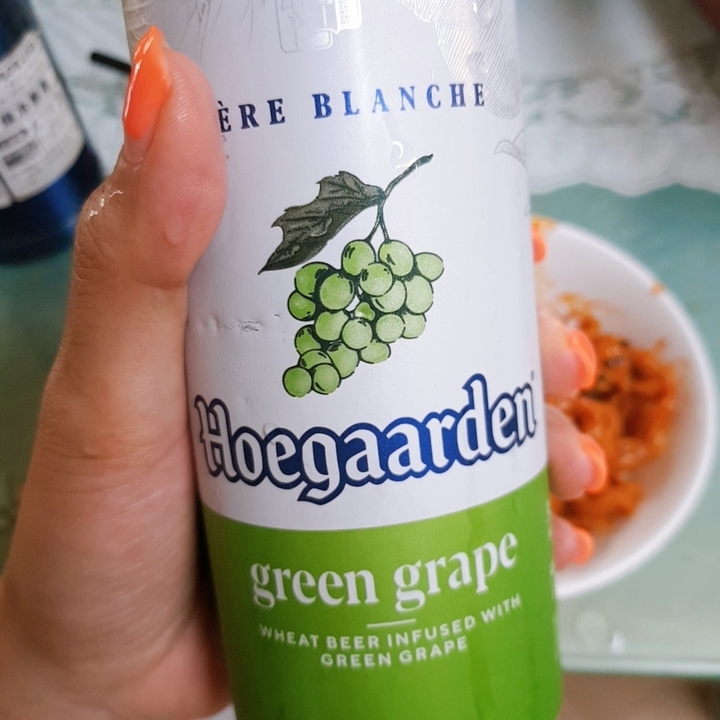 ÈRE BLANCHE
Hoegaarden
green grape
WHEAT BEER INFUSED WITH
GREEN GRAPE